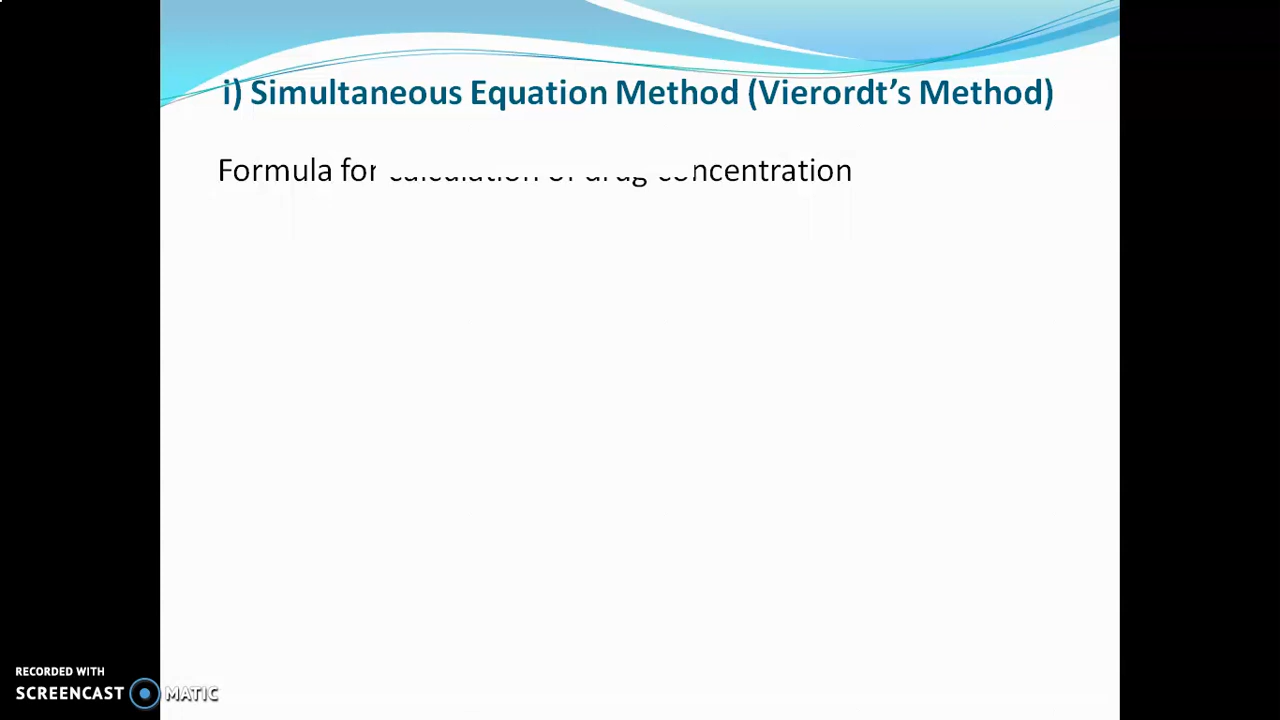 i) Simultaneous Equation Method (Vierordt's Method)
Formula for calculation of drug concentration
RECORDED WITH
SCREENCAST MATIC